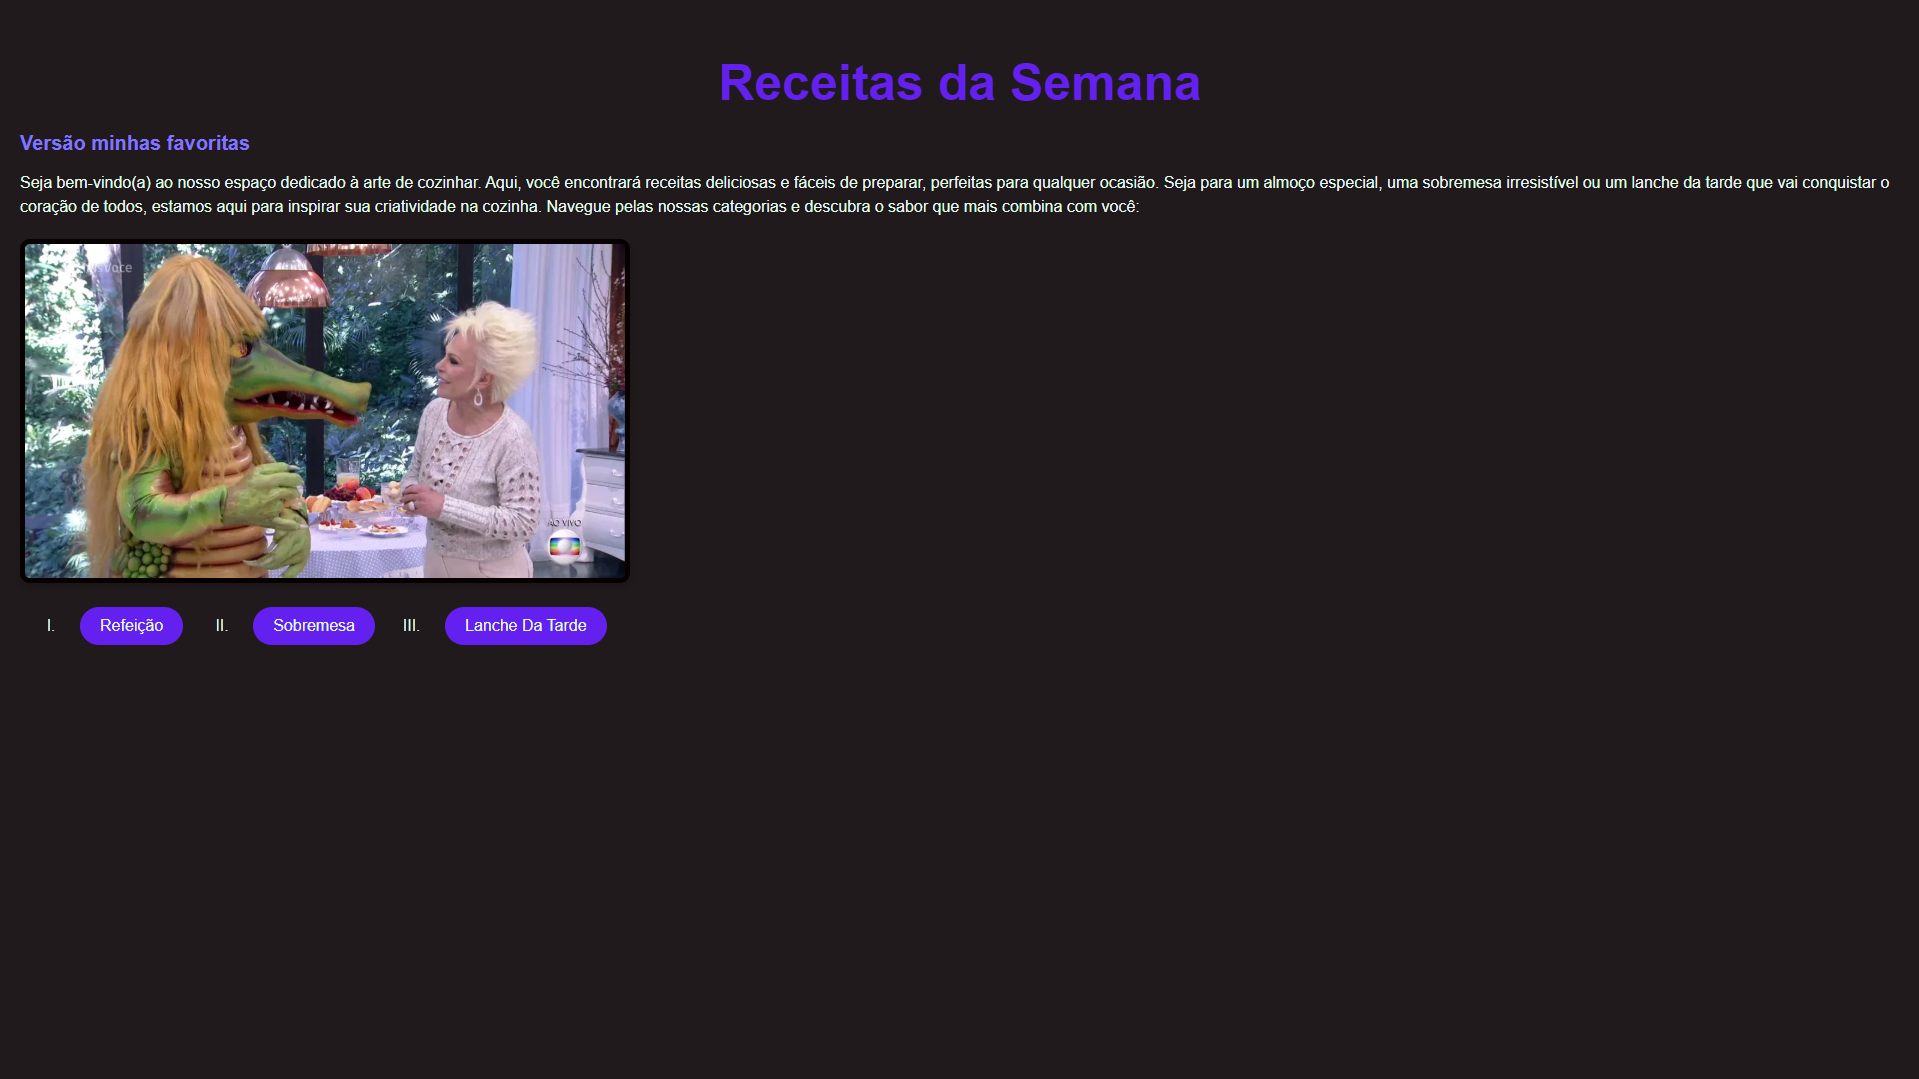 Receitas da Semana
Versão minhas favoritas
Seja bem-vindo(a) ao nosso espaço dedicado à arte de cozinhar. Aqui, você encontrará receitas deliciosas e fáceis de preparar, perfeitas para qualquer ocasião. Seja para um almoço especial, uma sobremesa irresistível ou um lanche da tarde que vai conquistar o
coração de todos, estamos aqui para inspirar sua criatividade na cozinha. Navegue pelas nossas categorias e descubra o sabor que mais combina com você:
AO VIVO
I. Refeição II. Sobremesa III. Lanche Da Tarde